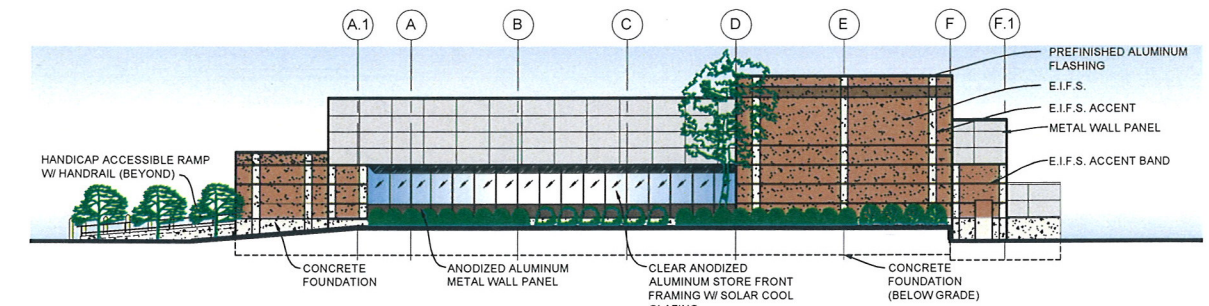 A.1 A B C D E F F.1
PREFINISHED ALUMINUM
FLASHING
E.I.F.S.
E.I.F.S. ACCENT
METAL WALL PANEL
E.I.F.S. ACCENT BAND
HANDICAP ACCESSIBLE RAMP
W/ HANDRAIL (BEYOND)
CONCRETE
FOUNDATION
ANODIZED ALUMINUM
METAL WALL PANEL
CLEAR ANODIZED
ALUMINUM STORE FRONT
FRAMING W/ SOLAR COOL
CONCRETE
FOUNDATION
(BELOW GRADE)